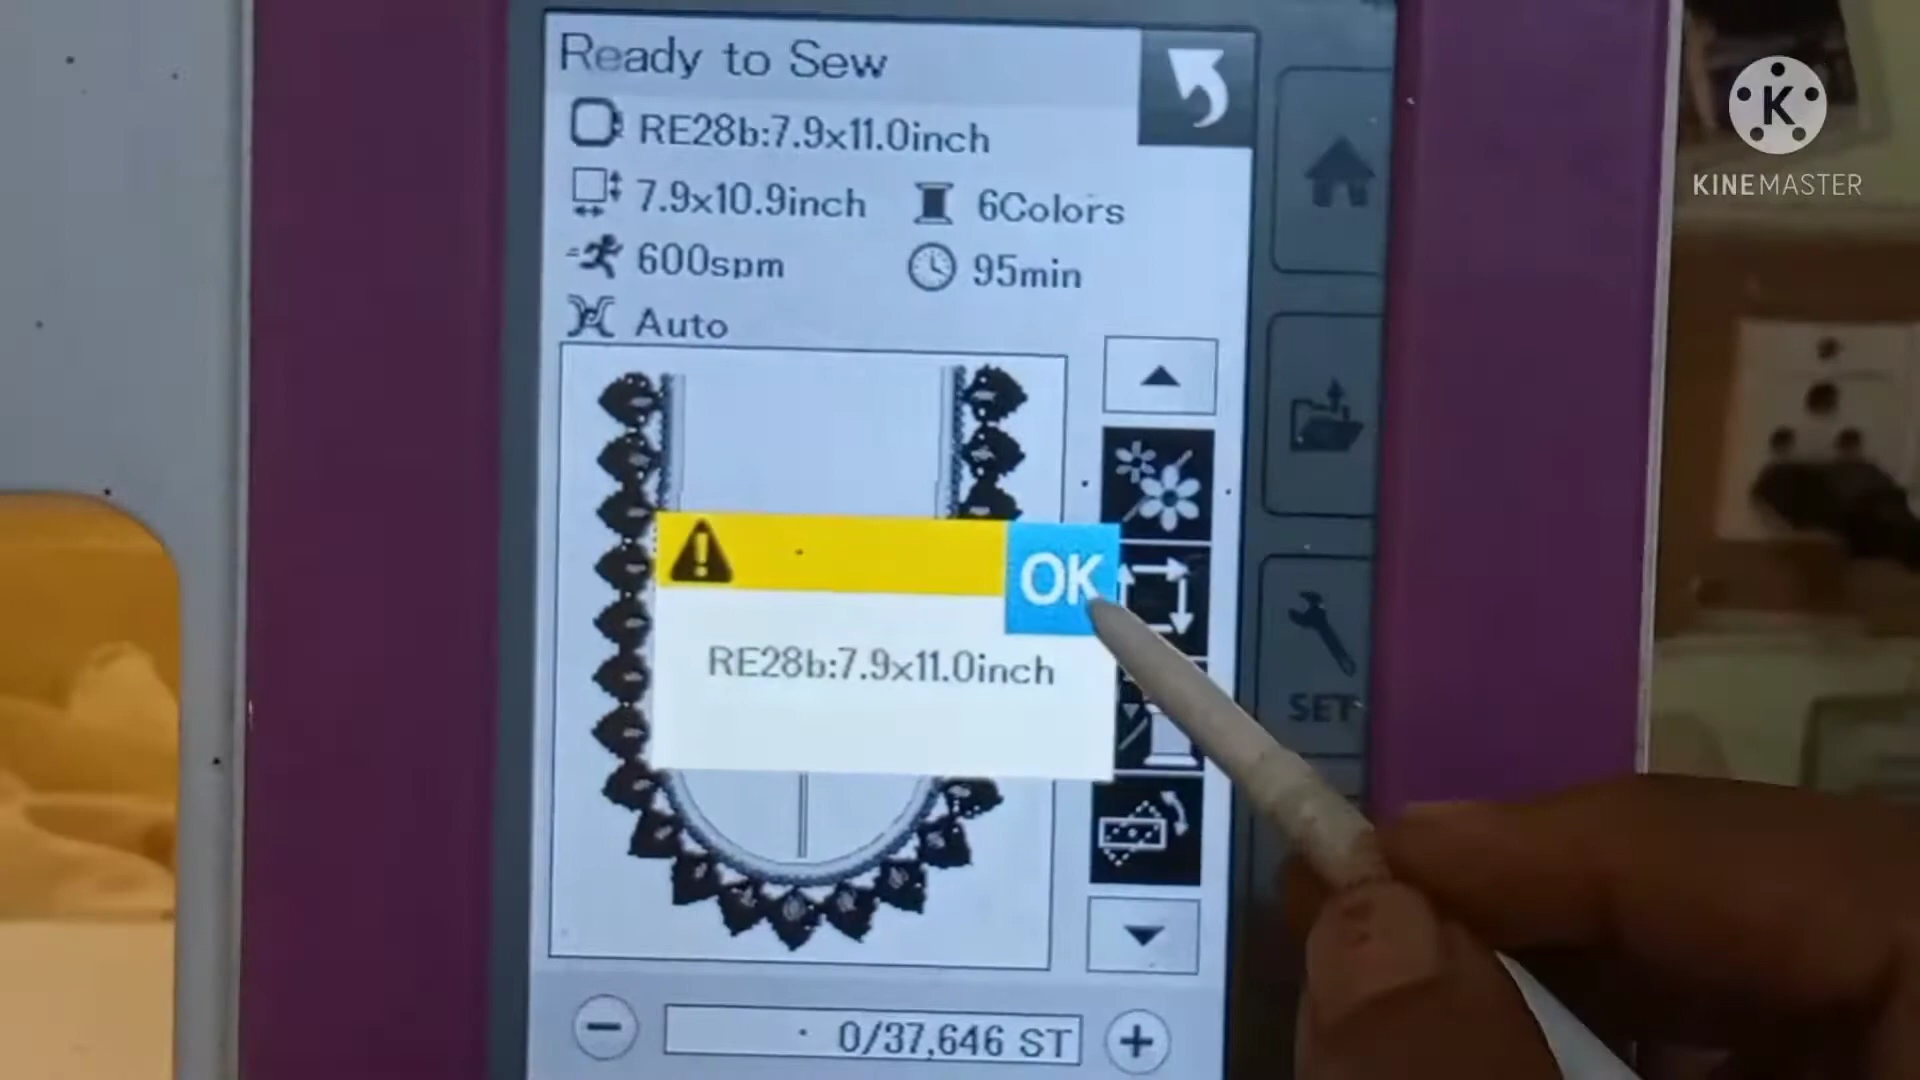 Ready to Sew
RE28b:7.9x11.0inch
7.9x10.9inch 6Colors
600spm 95min
Auto
OK
RE28b:7.9x11.0inch
SET
0/37,646 ST
K
KINEMASTER